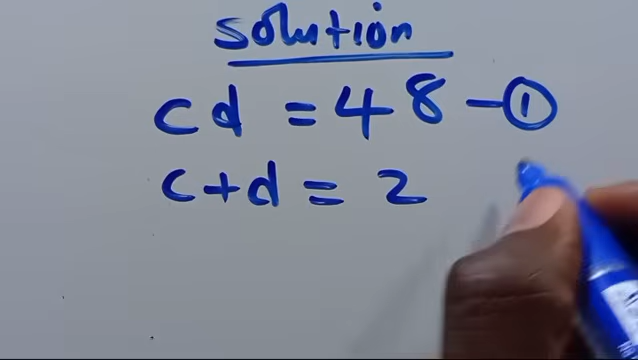 Solution
cd = 48 - ①
c+d = 2